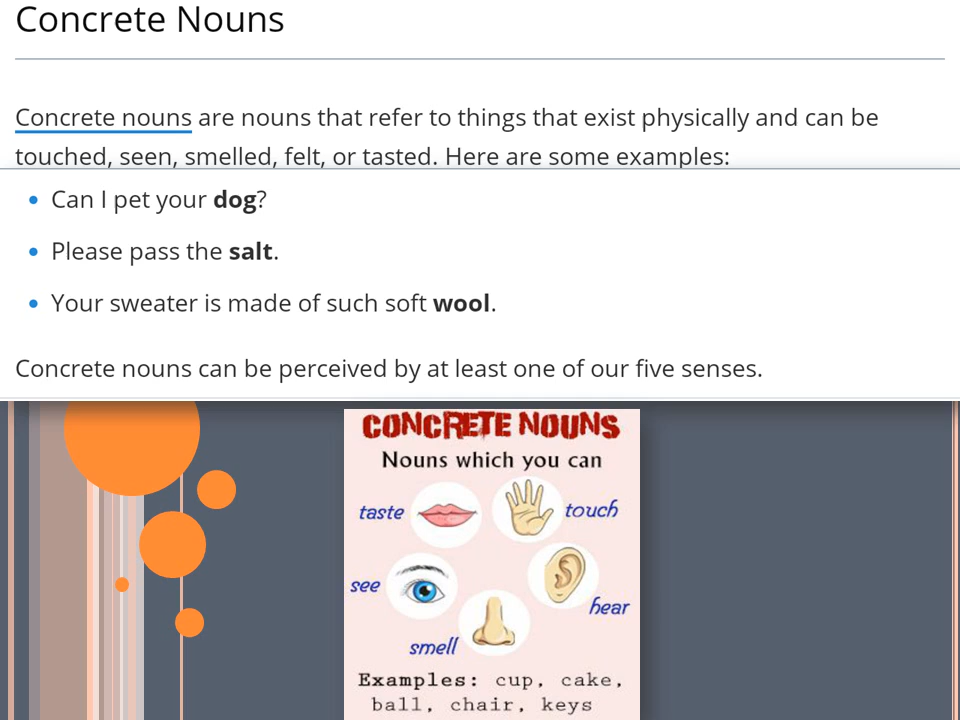 Concrete Nouns
Concrete nouns are nouns that refer to things that exist physically and can be
touched, seen, smelled, felt, or tasted. Here are some examples:
• Can I pet your dog?
• Please pass the salt.
• Your sweater is made of such soft wool.
Concrete nouns can be perceived by at least one of our five senses.
CONCRETE NOUNS
Nouns which you can
taste
touch
see
hear
smell
Examples: cup, cake,
ball, chair, keys